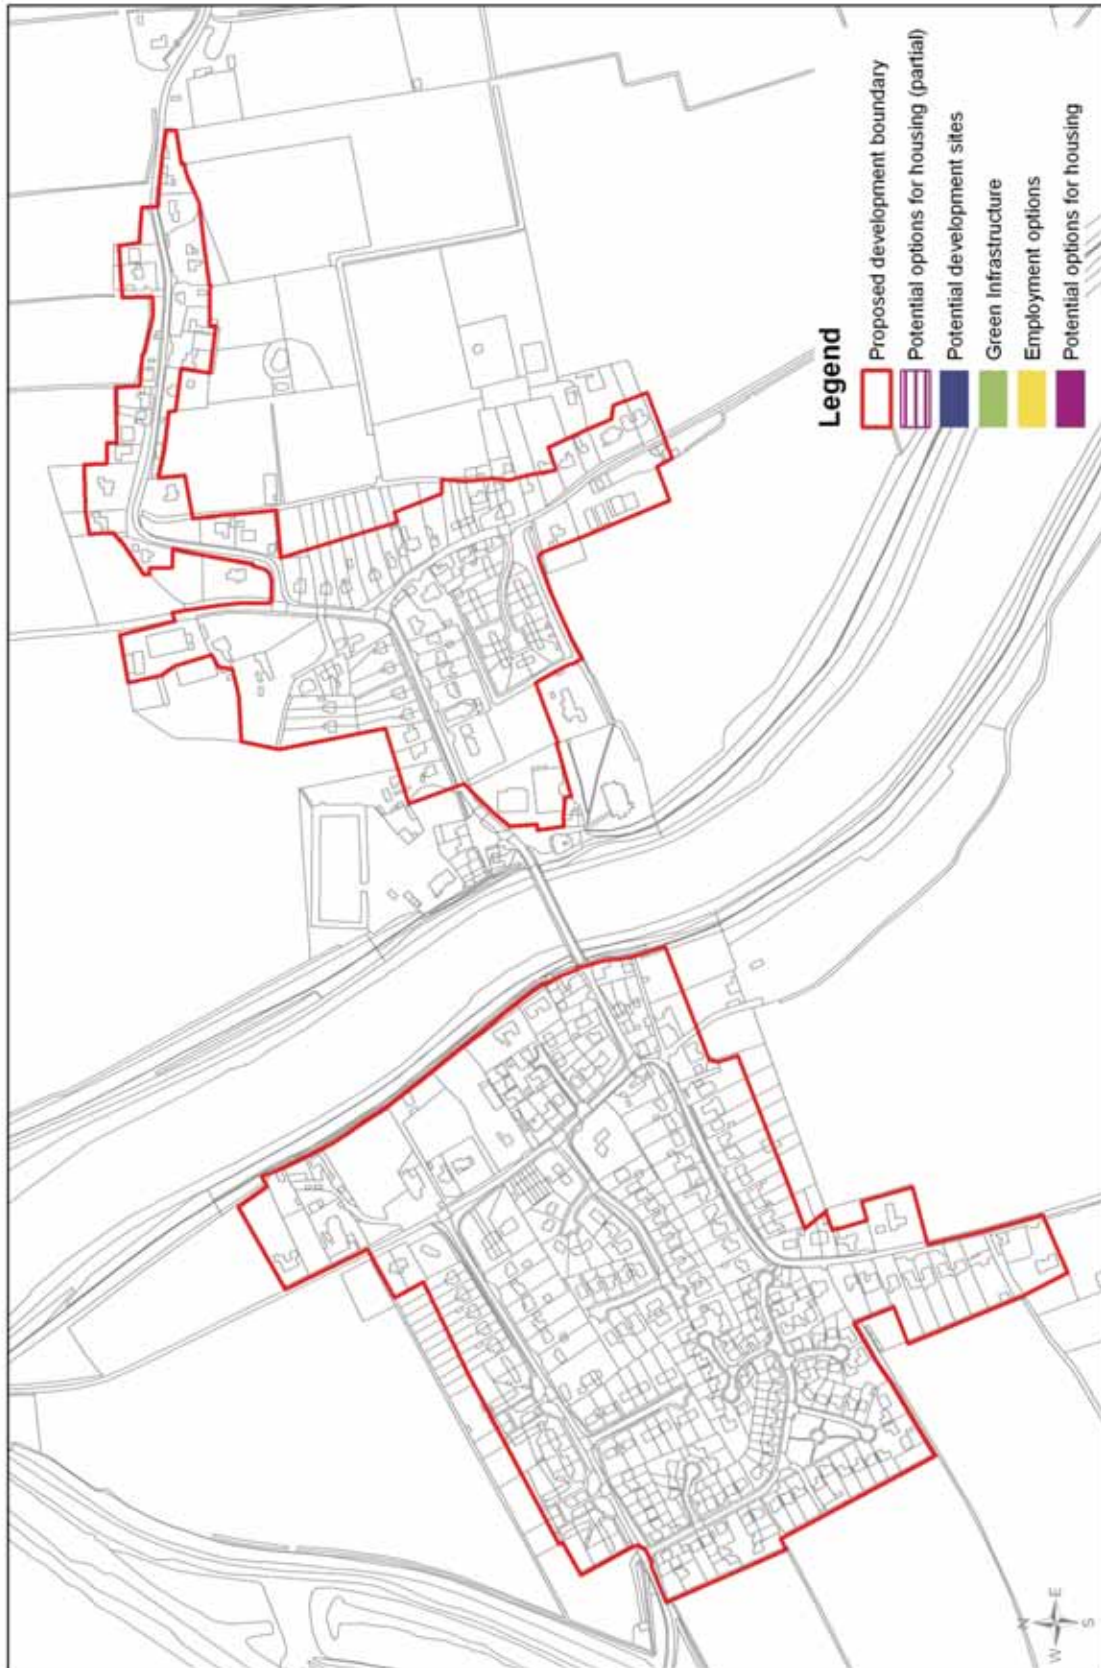 Legend
Proposed development boundary
Potential options for housing (partial)
Potential development sites
Green Infrastructure
Employment options
Potential options for housing
N
W E
S